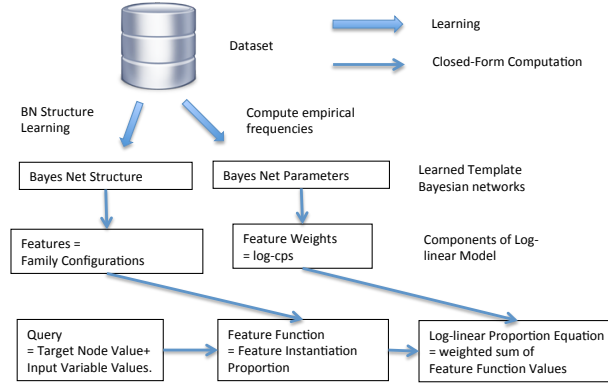 Dataset
Learning
Closed-Form Computation
BN Structure
Learning
Compute empirical
frequencies
Bayes Net Structure
Bayes Net Parameters
Learned Template
Bayesian networks
Features =
Family Configurations
Feature Weights
= log-cps
Components of Log-
linear Model
Query
= Target Node Value+
Input Variable Values.
Feature Function
= Feature Instantiation
Proportion
Log-linear Proportion Equation
= weighted sum of
Feature Function Values